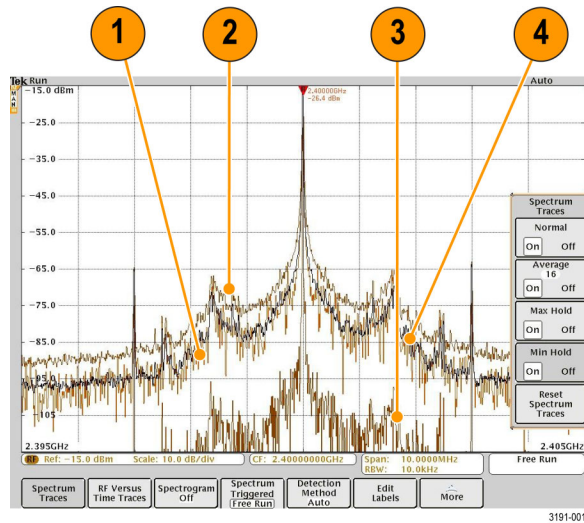 1 2 3 4
Tek Run Auto
-15.0 dBm
2.40000GHz
-26.4 dBm
-25.0
-35.0
-45.0
-55.0
-65.0
-75.0
-85.0
-95.0
-105
2.395GHz 2.405GHz
Spectrum
Traces
Normal
On Off
Average
16
On Off
Max Hold
On Off
Min Hold
On Off
Reset
Spectrum
Traces
RF Ref: -15.0 dBm Scale: 10.0 dB/div CF: 2.40000000GHz Span: 10.0000MHz
RBW: 10.0kHz
Free Run
Spectrum
Traces
RF Versus
Time Traces
Spectrogram
Off
Spectrum
Triggered
Free Run
Detection
Method
Auto
Edit
Labels
More
3191-001